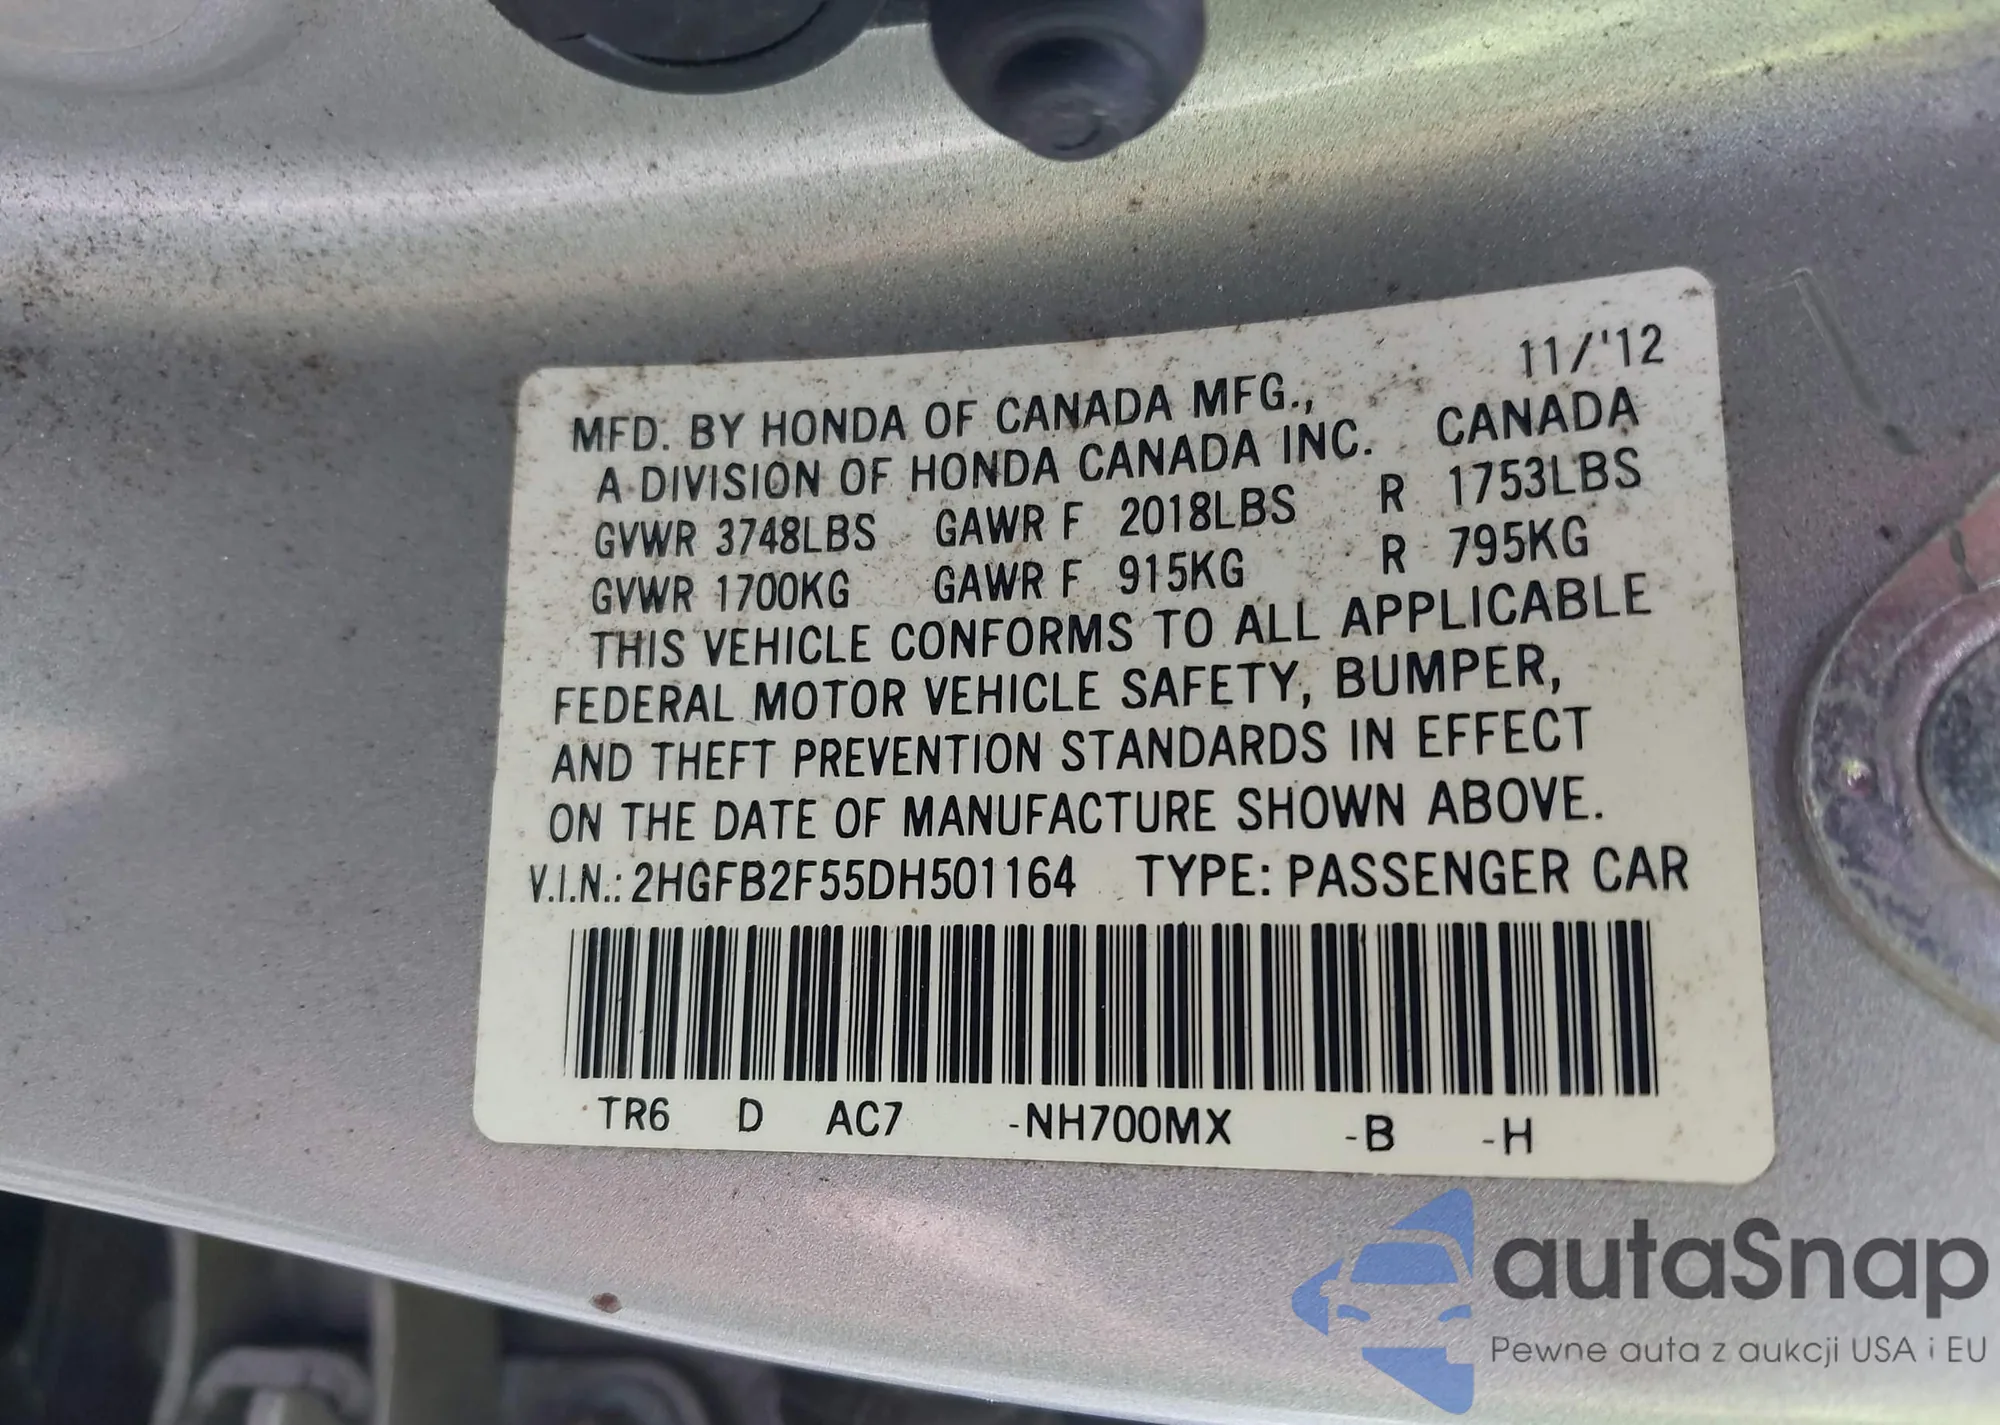 11/'12
MFD. BY HONDA OF CANADA MFG.,
A DIVISION OF HONDA CANADA INC. CANADA
GVWR 3748LBS GAWR F 2018LBS R 1753LBS
GVWR 1700KG GAWR F 915KG R 795KG
THIS VEHICLE CONFORMS TO ALL APPLICABLE
FEDERAL MOTOR VEHICLE SAFETY, BUMPER,
AND THEFT PREVENTION STANDARDS IN EFFECT
ON THE DATE OF MANUFACTURE SHOWN ABOVE.
V.I.N.: 2HGFB2F55DH501164 TYPE: PASSENGER CAR
TR6 D AC7 -NH700MX -B -H
autaSnap
Pewne auta z aukcji USA i EU